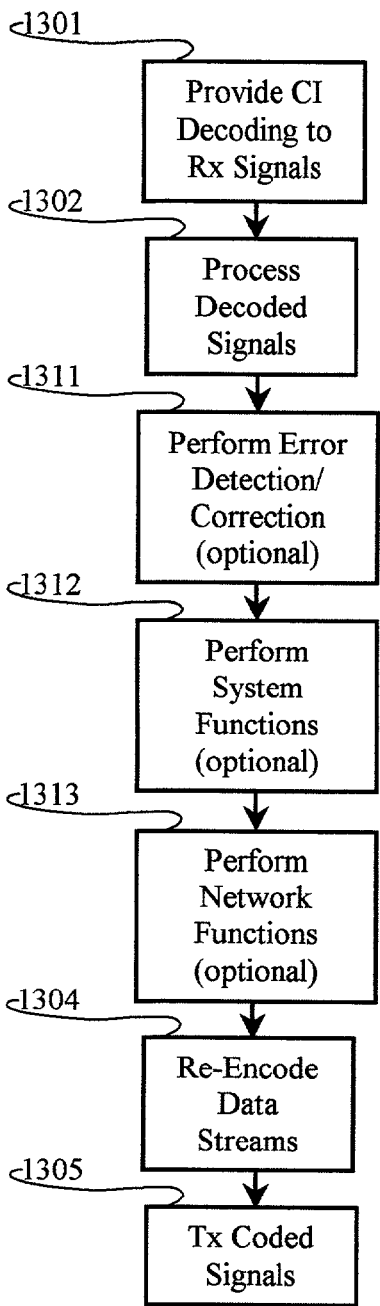 1301
Provide CI
Decoding to
Rx Signals
1302
Process
Decoded
Signals
1311
Perform Error
Detection/
Correction
(optional)
1312
Perform
System
Functions
(optional)
1313
Perform
Network
Functions
(optional)
1304
Re-Encode
Data
Streams
1305
Tx Coded
Signals